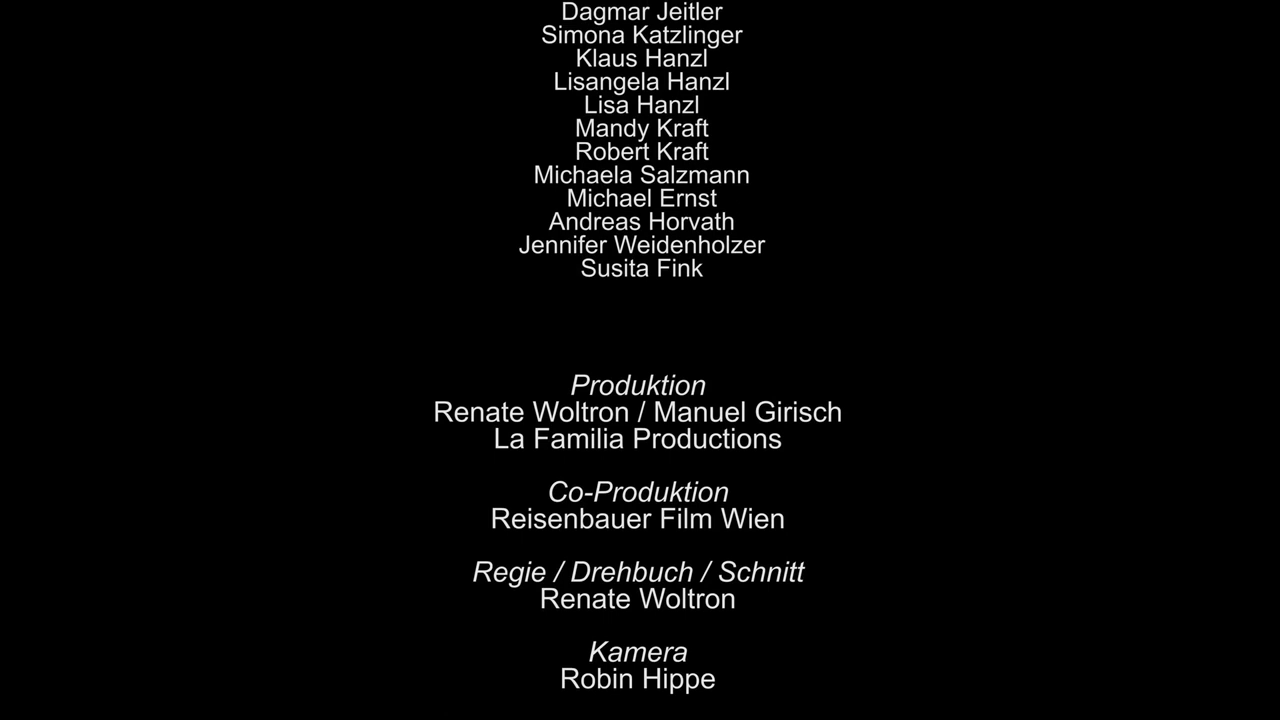 Dagmar Jeitler
Simona Katzlinger
Klaus Hanzl
Lisangela Hanzl
Lisa Hanzl
Mandy Kraft
Robert Kraft
Michaela Salzmann
Michael Ernst
Andreas Horvath
Jennifer Weidenholzer
Susita Fink
Produktion
Renate Woltron / Manuel Girisch
La Familia Productions
Co-Produktion
Reisenbauer Film Wien
Regie / Drehbuch / Schnitt
Renate Woltron
Kamera
Robin Hippe